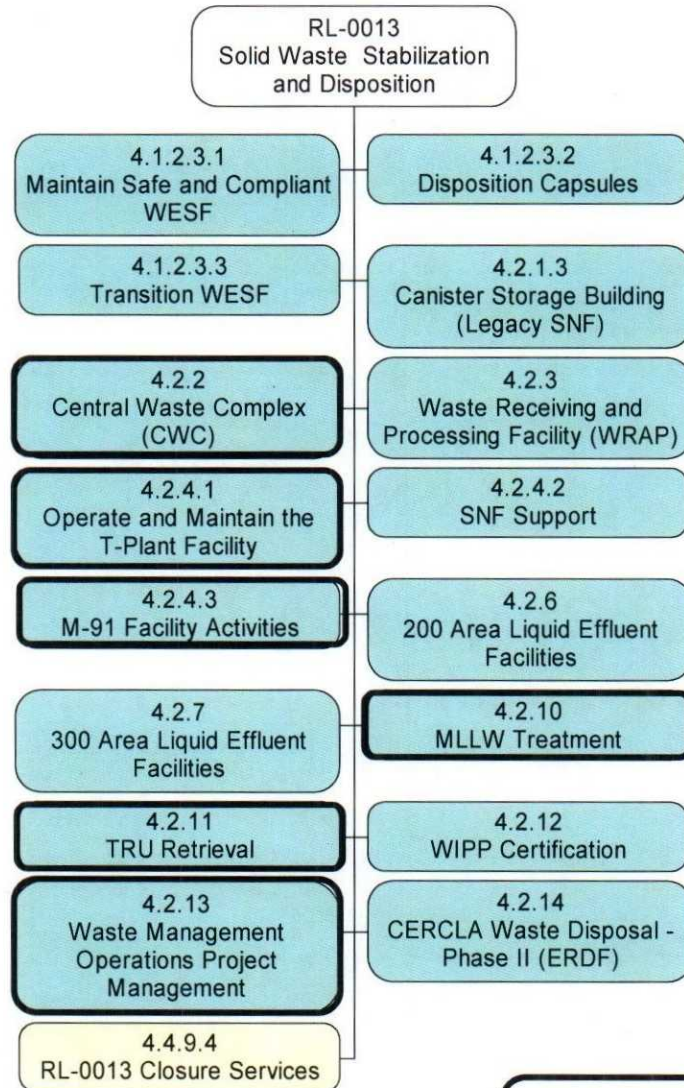 RL-0013
Solid Waste Stabilization
and Disposition
4.1.2.3.1
Maintain Safe and Compliant
WESF
4.1.2.3.2
Disposition Capsules
4.1.2.3.3
Transition WESF
4.2.1.3
Canister Storage Building
(Legacy SNF)
4.2.2
Central Waste Complex
(CWC)
4.2.3
Waste Receiving and
Processing Facility (WRAP)
4.2.4.1
Operate and Maintain the
T-Plant Facility
4.2.4.2
SNF Support
4.2.4.3
M-91 Facility Activities
4.2.6
200 Area Liquid Effluent
Facilities
4.2.7
300 Area Liquid Effluent
Facilities
4.2.10
MLLW Treatment
4.2.11
TRU Retrieval
4.2.12
WIPP Certification
4.2.13
Waste Management
Operations Project
Management
4.2.14
CERCLA Waste Disposal -
Phase II (ERDF)
4.4.9.4
RL-0013 Closure Services